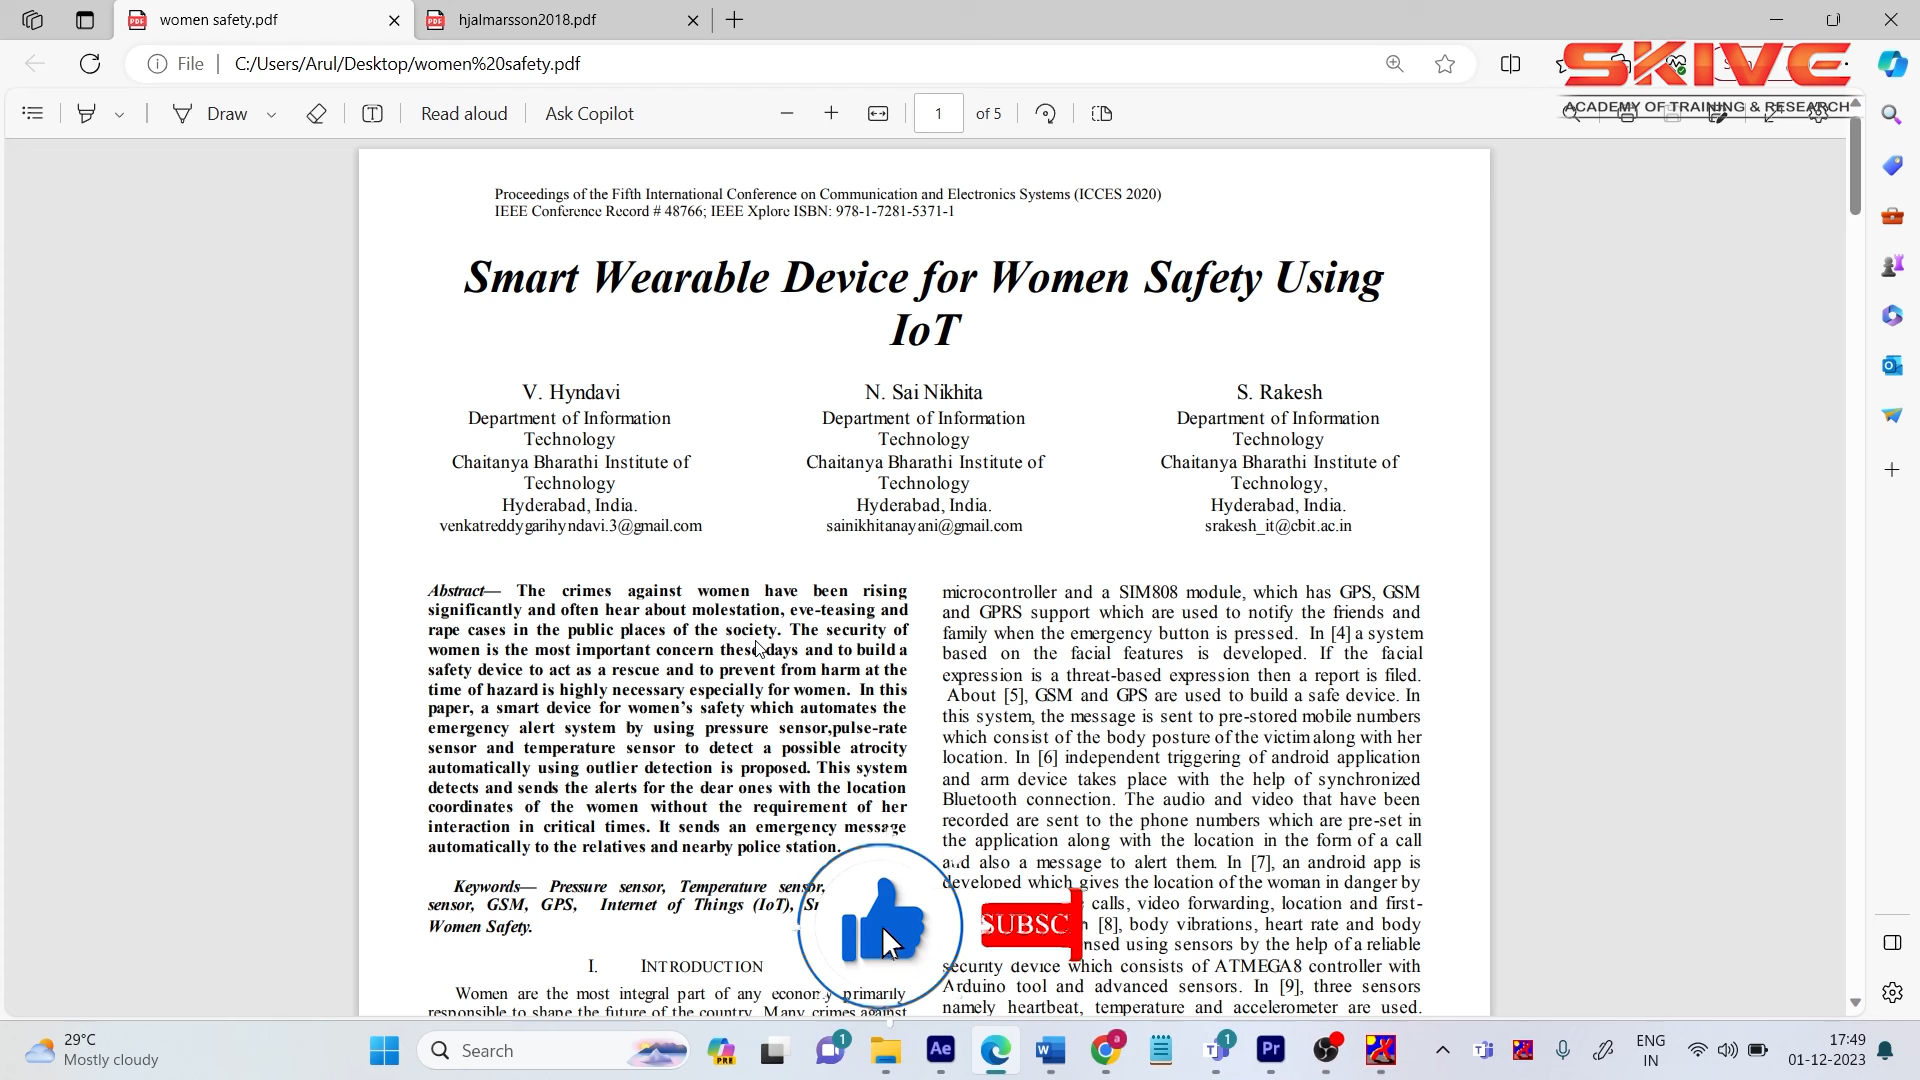 women safety.pdf
hjalmarsson2018.pdf
File
C:/Users/Arul/Desktop/women%20safety.pdf
SKIVE
ACADEMY OF TRAINING & RESEARCH
Draw
Read aloud
Ask Copilot
1
of 5
Proceedings of the Fifth International Conference on Communication and Electronics Systems (ICCES 2020)
IEEE Conference Record # 48766; IEEE Xplore ISBN: 978-1-7281-5371-1
Smart Wearable Device for Women Safety Using
IoT
V. Hyndavi
Department of Information
Technology
Chaitanya Bharathi Institute of
Technology
Hyderabad, India.
venkatreddygarihyndavi.3@gmail.com
N. Sai Nikhita
Department of Information
Technology
Chaitanya Bharathi Institute of
Technology
Hyderabad, India.
sainikhitanayani@gmail.com
S. Rakesh
Department of Information
Technology
Chaitanya Bharathi Institute of
Technology,
Hyderabad, India.
srakesh_it@cbit.ac.in
Abstract— The crimes against women have been rising
significantly and often hear about molestation, eve-teasing and
rape cases in the public places of the society. The security of
women is the most important concern these days and to build a
safety device to act as a rescue and to prevent from harm at the
time of hazard is highly necessary especially for women. In this
paper, a smart device for women's safety which automates the
emergency alert system by using pressure sensor,pulse-rate
sensor and temperature sensor to detect a possible atrocity
automatically using outlier detection is proposed. This system
detects and sends the alerts for the dear ones with the location
coordinates of the women without the requirement of her
interaction in critical times. It sends an emergency message
automatically to the relatives and nearby police station.
Keywords— Pressure sensor, Temperature sensor,
sensor, GSM, GPS, Internet of Things (IoT),
Women Safety.
I. INTRODUCTION
Women are the most integral part of any economy primarily
responsible to shape the future of the country. Many crimes against
microcontroller and a SIM808 module, which has GPS, GSM
and GPRS support which are used to notify the friends and
family when the emergency button is pressed. In [4] a system
based on the facial features is developed. If the facial
expression is a threat-based expression then a report is filed.
About [5], GSM and GPS are used to build a safe device. In
this system, the message is sent to pre-stored mobile numbers
which consist of the body posture of the victim along with her
location. In [6] independent triggering of android application
and arm device takes place with the help of synchronized
Bluetooth connection. The audio and video that have been
recorded are sent to the phone numbers which are pre-set in
the application along with the location in the form of a call
and also a message to alert them. In [7], an android app is
developed which gives the location of the woman in danger by
calls, video forwarding, location and first-
[8], body vibrations, heart rate and body
using sensors by the help of a reliable
security device which consists of ATMEGA8 controller with
Arduino tool and advanced sensors. In [9], three sensors
namely heartbeat, temperature and accelerometer are used.
SUBSC
29°C
Mostly cloudy
Search
PRE
1
Ae
W
a
T
1
Pr
ENG
IN
17:49
01-12-2023